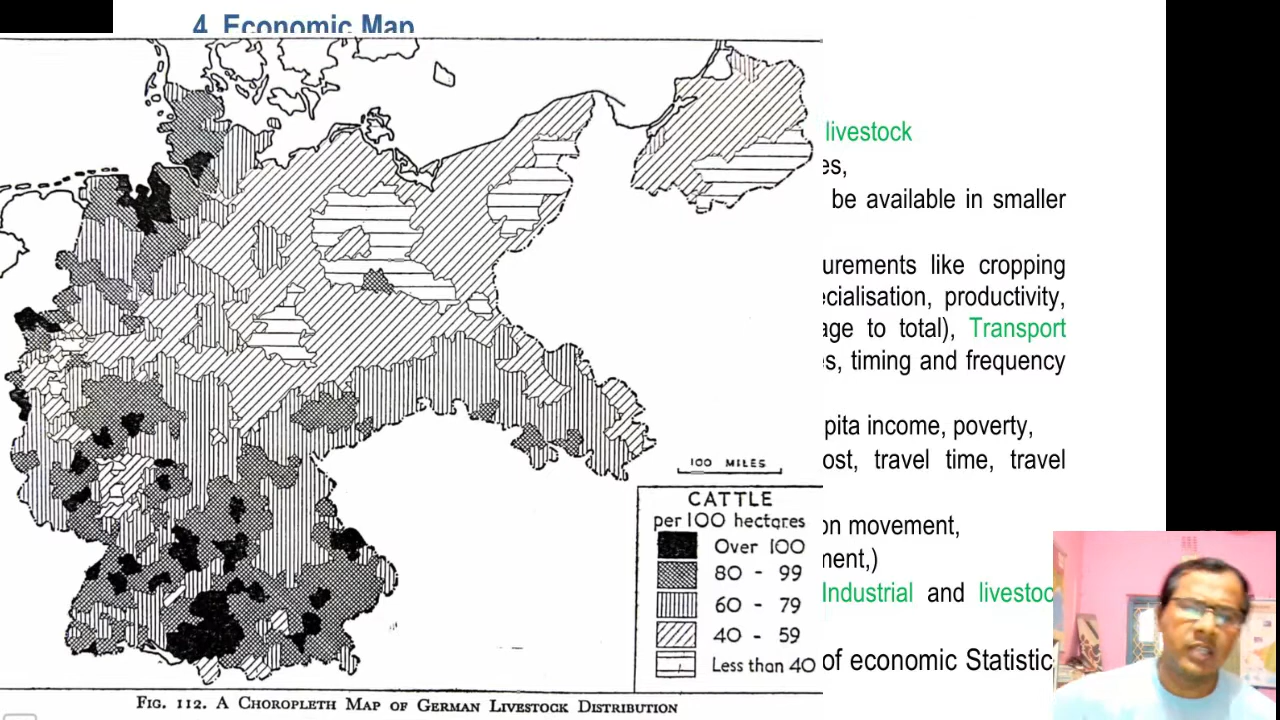 4. Economic Map
livestock
es,
be available in smaller
urements like cropping
cialisation, productivity,
age to total), Transport
s, timing and frequency
pita income, poverty,
ost, travel time, travel
on movement,
ment,)
Industrial and livestoc
of economic Statistic
100 MILES
CATTLE
per 100 hectares
Over 100
80 - 99
60 - 79
40 - 59
Less than 40
FIG. 112. A CHOROPLETH MAP OF GERMAN LIVESTOCK DISTRIBUTION